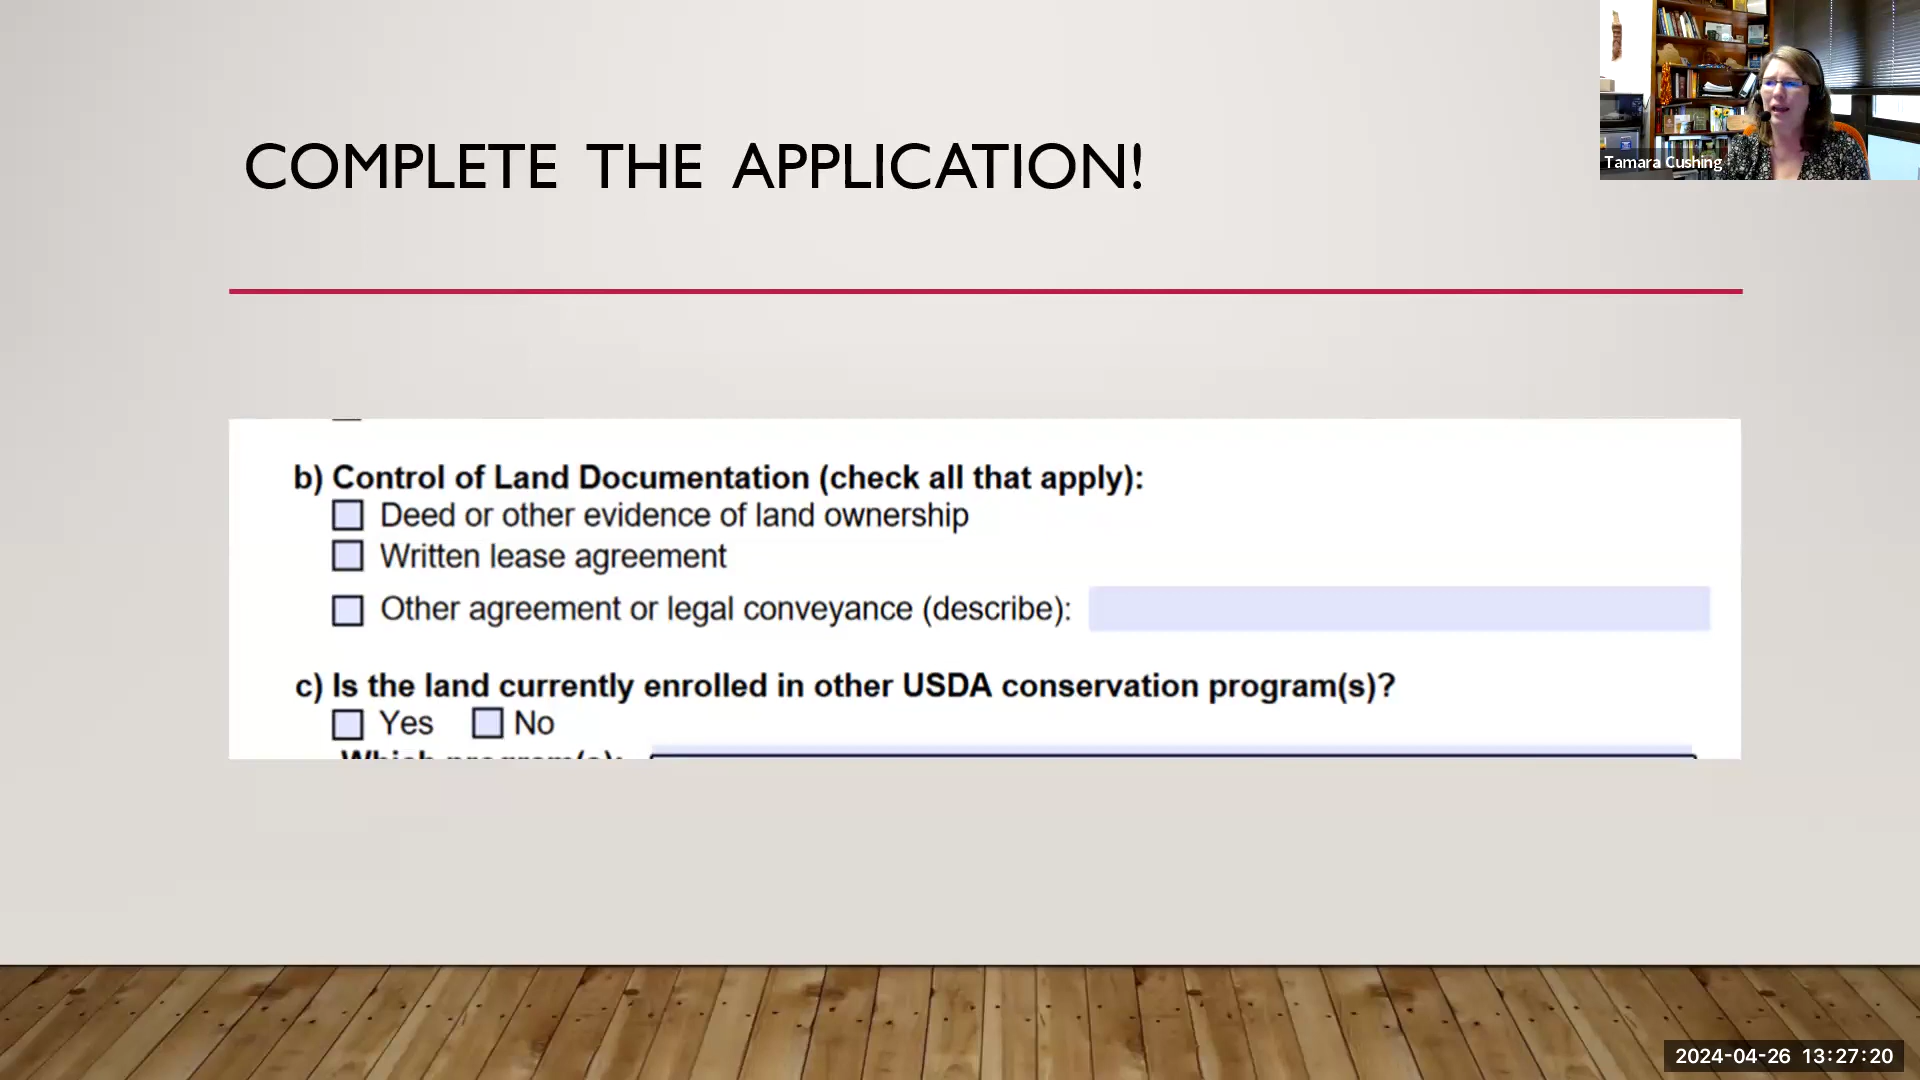 COMPLETE THE APPLICATION!
Tamara Cushing
b) Control of Land Documentation (check all that apply):
Deed or other evidence of land ownership
Written lease agreement
Other agreement or legal conveyance (describe):
c) Is the land currently enrolled in other USDA conservation program(s)?
Yes No
Which program(s):
2024-04-26 13:27:20